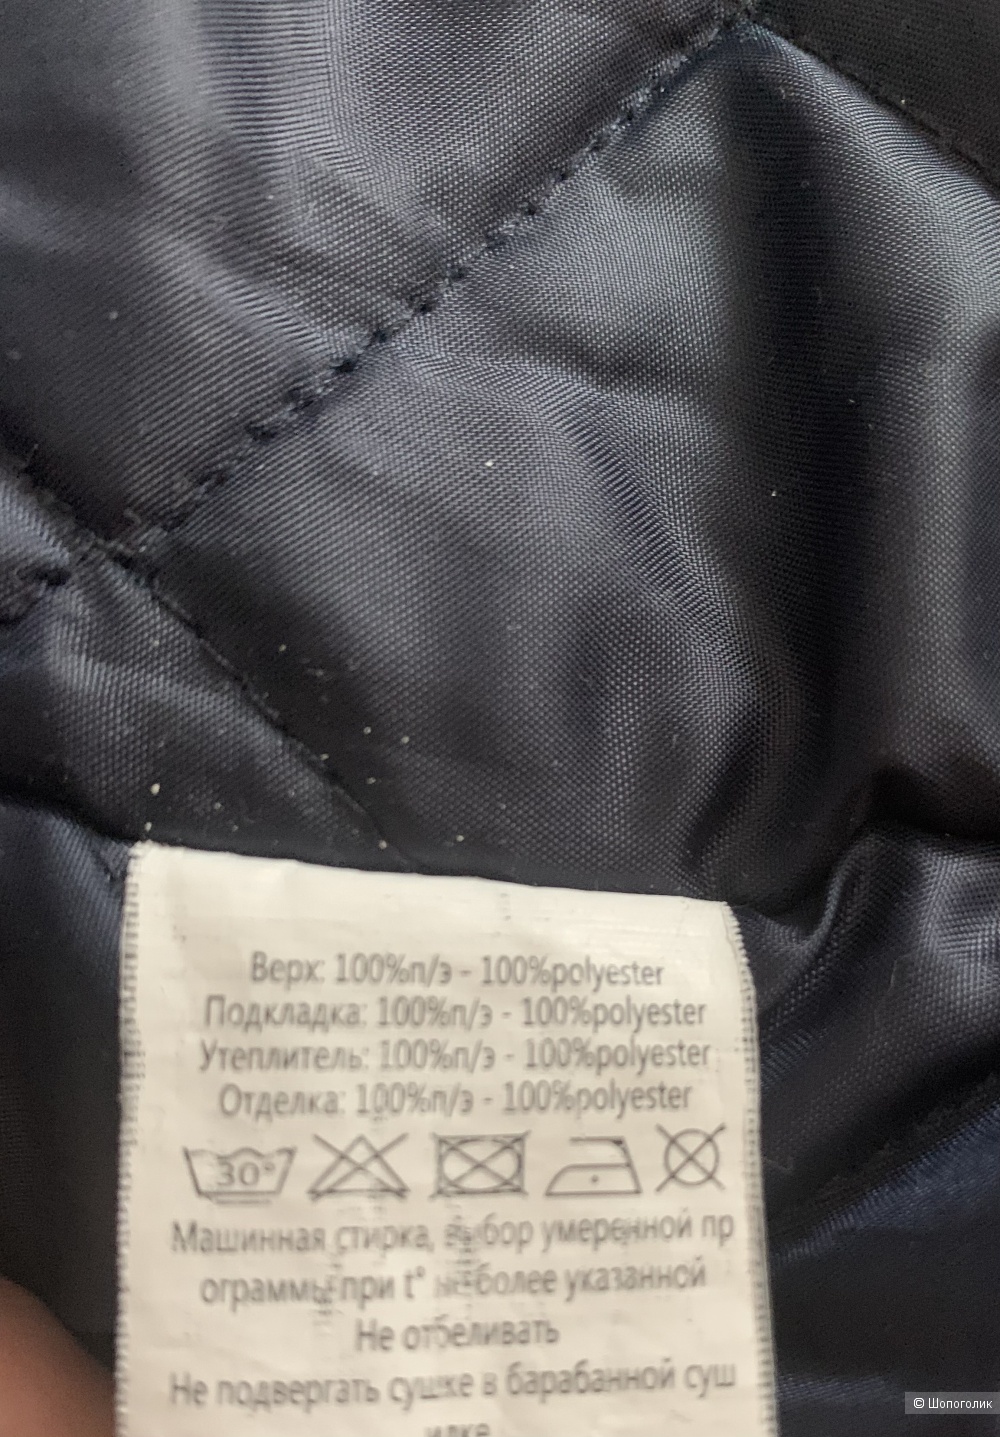 Верх: 100%п/э - 100%polyester
Подкладка: 100%п/э - 100%polyester
Утеплитель: 100%п/э - 100%polyester
Отделка: 100%п/э - 100%polyester
30°
Машинная стирка, выбор умеренной пр
ограммы при t° не более указанной
Не отбеливать
Не подвергать сушке в барабанной суш
илке
© Шопоголик